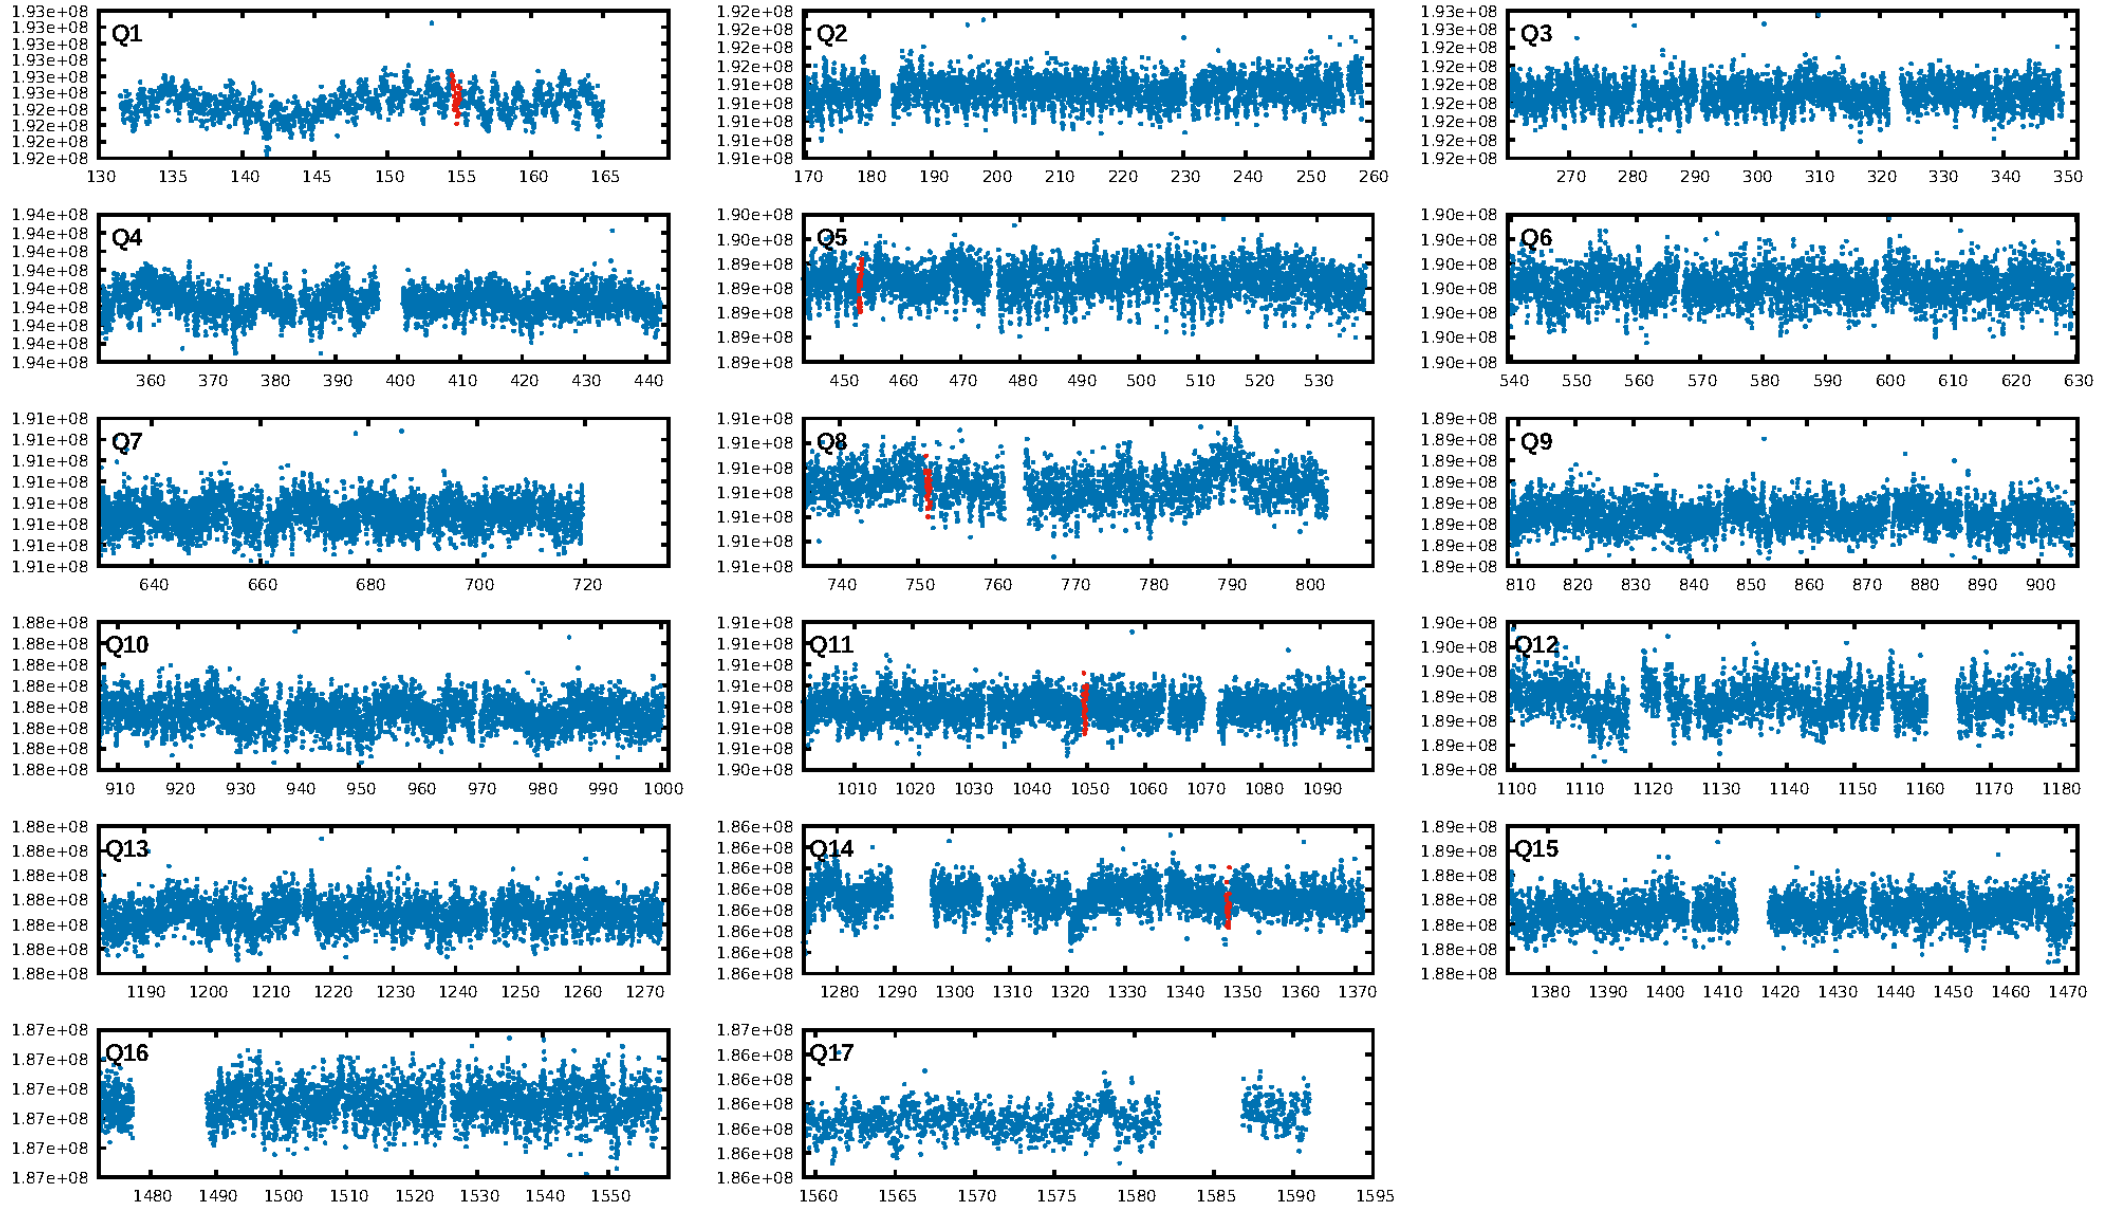 Q1 Q2 Q3
1.93e+08 1.93e+08 1.93e+08 1.93e+08 1.93e+08 1.93e+08 1.92e+08 1.92e+08 1.92e+08 1.92e+08
130 135 140 145 150 155 160 165
1.92e+08 1.92e+08 1.92e+08 1.92e+08 1.91e+08 1.91e+08 1.91e+08 1.91e+08 1.91e+08
170 180 190 200 210 220 230 240 250 260
1.93e+08 1.93e+08 1.92e+08 1.92e+08 1.92e+08 1.92e+08 1.92e+08 1.92e+08 1.92e+08
270 280 290 300 310 320 330 340 350
Q4 Q5 Q6
1.94e+08 1.94e+08 1.94e+08 1.94e+08 1.94e+08 1.94e+08 1.94e+08 1.94e+08 1.94e+08
360 370 380 390 400 410 420 430 440
1.90e+08 1.90e+08 1.89e+08 1.89e+08 1.89e+08 1.89e+08 1.89e+08
450 460 470 480 490 500 510 520 530
1.90e+08 1.90e+08 1.90e+08 1.90e+08 1.90e+08 1.90e+08 1.90e+08
540 550 560 570 580 590 600 610 620 630
Q7 Q8 Q9
1.91e+08 1.91e+08 1.91e+08 1.91e+08 1.91e+08 1.91e+08 1.91e+08 1.91e+08
640 660 680 700 720
1.91e+08 1.91e+08 1.91e+08 1.91e+08 1.91e+08 1.91e+08 1.91e+08
740 750 760 770 780 790 800
1.89e+08 1.89e+08 1.89e+08 1.89e+08 1.89e+08 1.89e+08 1.89e+08 1.89e+08
810 820 830 840 850 860 870 880 890 900
Q10 Q11 Q12
1.88e+08 1.88e+08 1.88e+08 1.88e+08 1.88e+08 1.88e+08 1.88e+08 1.88e+08
910 920 930 940 950 960 970 980 990 1000
1.91e+08 1.91e+08 1.91e+08 1.91e+08 1.91e+08 1.91e+08 1.91e+08 1.90e+08
1010 1020 1030 1040 1050 1060 1070 1080 1090
1.90e+08 1.90e+08 1.90e+08 1.89e+08 1.89e+08 1.89e+08 1.89e+08
1100 1110 1120 1130 1140 1150 1160 1170 1180
Q13 Q14 Q15
1.88e+08 1.88e+08 1.88e+08 1.88e+08 1.88e+08 1.88e+08 1.88e+08
1190 1200 1210 1220 1230 1240 1250 1260 1270
1.86e+08 1.86e+08 1.86e+08 1.86e+08 1.86e+08 1.86e+08 1.86e+08 1.86e+08
1280 1290 1300 1310 1320 1330 1340 1350 1360 1370
1.89e+08 1.89e+08 1.88e+08 1.88e+08 1.88e+08 1.88e+08 1.88e+08
1380 1390 1400 1410 1420 1430 1440 1450 1460 1470
Q16 Q17
1.87e+08 1.87e+08 1.87e+08 1.87e+08 1.87e+08 1.87e+08
1480 1490 1500 1510 1520 1530 1540 1550
1.87e+08 1.86e+08 1.86e+08 1.86e+08 1.86e+08 1.86e+08 1.86e+08
1560 1565 1570 1575 1580 1585 1590 1595